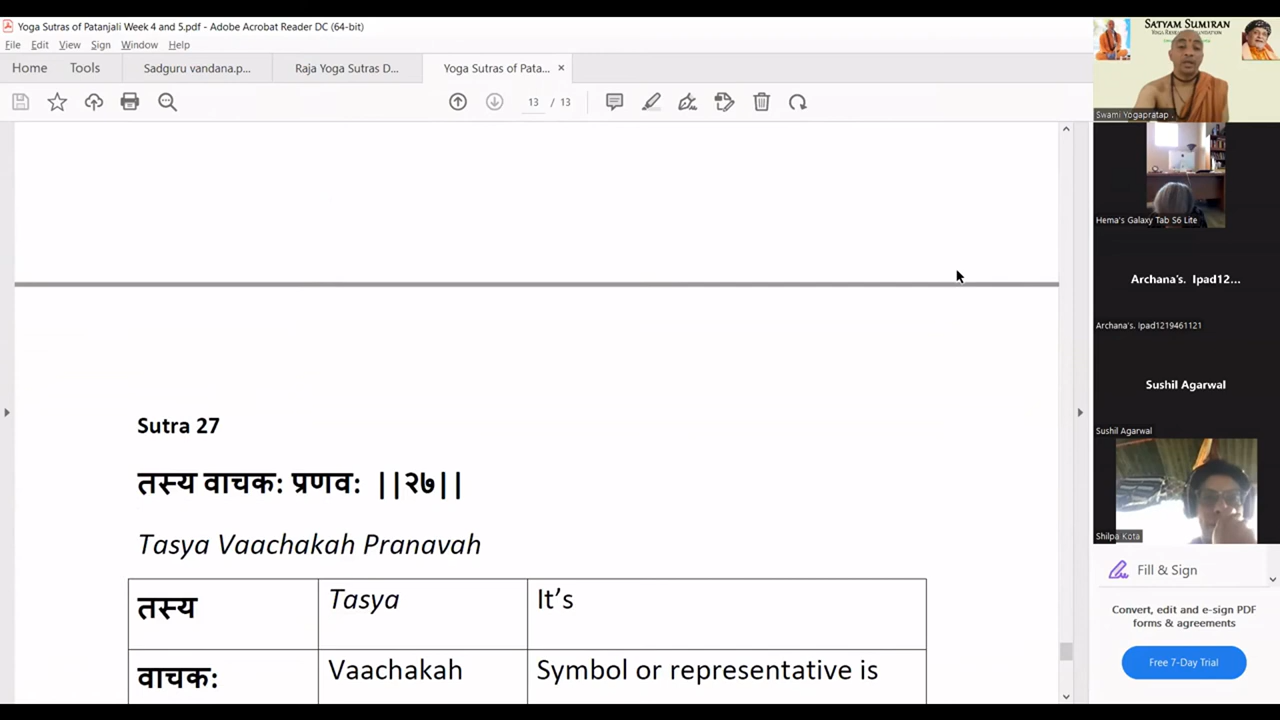 Yoga Sutras of Patanjali Week 4 and 5.pdf - Adobe Acrobat Reader DC (64-bit)
File Edit View Sign Window Help
Home Tools Sadguru vandana.p... Raja Yoga Sutras D... Yoga Sutras of Pata... ×
13 / 13
Sutra 27
तस्य वाचकः प्रणवः ||२७||
Tasya Vaachakah Pranavah
तस्य Tasya It’s
वाचकः Vaachakah Symbol or representative is
SATYAM SUMIRAN
Swami Yogapratap .
Hema's Galaxy Tab S6 Lite
Archana's. Ipad12...
Archana's. Ipad1219461121
Sushil Agarwal
Sushil Agarwal
Shilpa Kota
Fill & Sign
Convert, edit and e-sign PDF
forms & agreements
Free 7-Day Trial